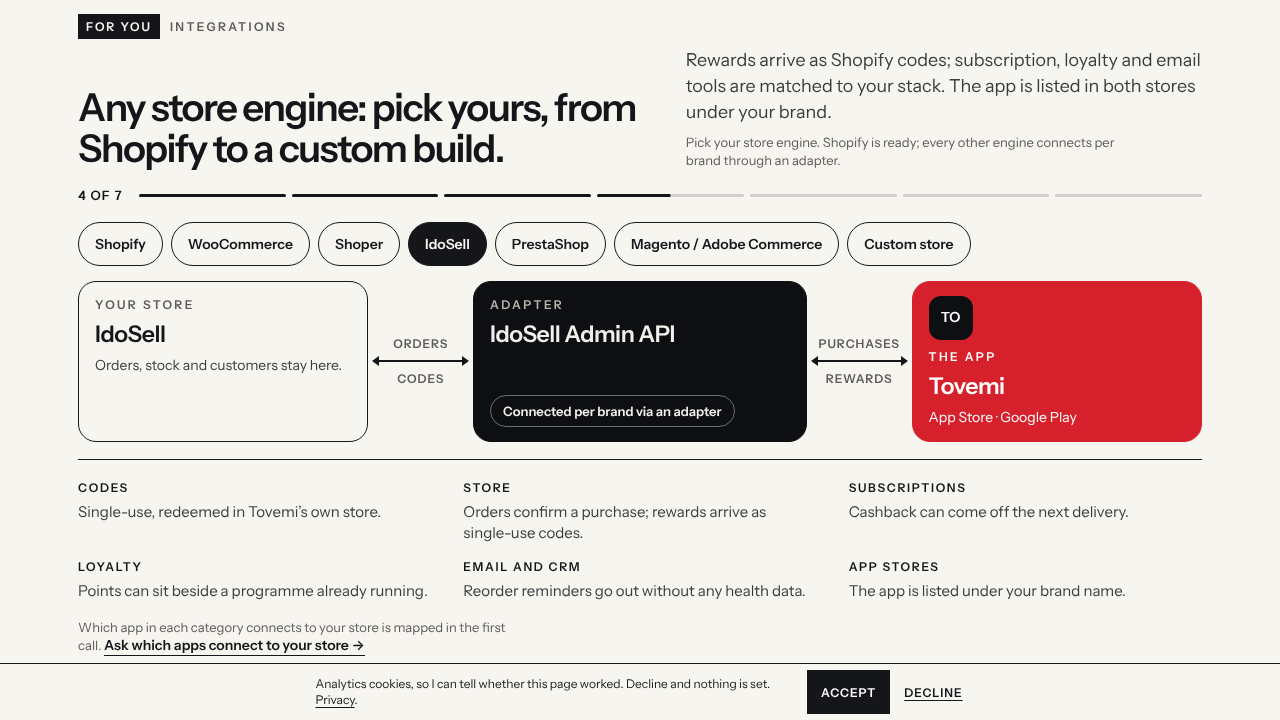 FOR YOU INTEGRATIONS
Any store engine: pick yours, from
Shopify to a custom build.
Rewards arrive as Shopify codes; subscription, loyalty and email
tools are matched to your stack. The app is listed in both stores
under your brand.
Pick your store engine. Shopify is ready; every other engine connects per
brand through an adapter.
4 OF 7
Shopify WooCommerce Shoper IdoSell PrestaShop Magento / Adobe Commerce Custom store
YOUR STORE
IdoSell
Orders, stock and customers stay here.
ORDERS
CODES
ADAPTER
IdoSell Admin API
Connected per brand via an adapter
PURCHASES
REWARDS
TO
THE APP
Tovemi
App Store · Google Play
CODES
Single-use, redeemed in Tovemi’s own store.
STORE
Orders confirm a purchase; rewards arrive as
single-use codes.
SUBSCRIPTIONS
Cashback can come off the next delivery.
LOYALTY
Points can sit beside a programme already running.
EMAIL AND CRM
Reorder reminders go out without any health data.
APP STORES
The app is listed under your brand name.
Which app in each category connects to your store is mapped in the first
call. Ask which apps connect to your store →
Analytics cookies, so I can tell whether this page worked. Decline and nothing is set.
Privacy.
ACCEPT DECLINE